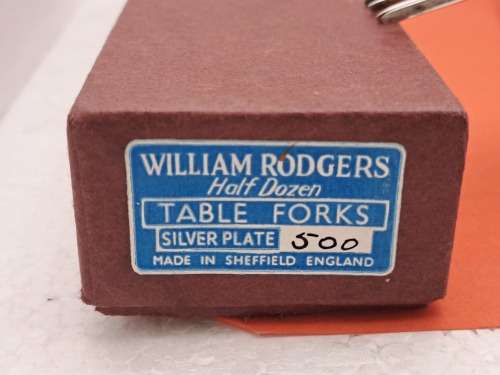 WILLIAM RODGERS
Half Dozen
TABLE FORKS
SILVER PLATE 500
MADE IN SHEFFIELD ENGLAND